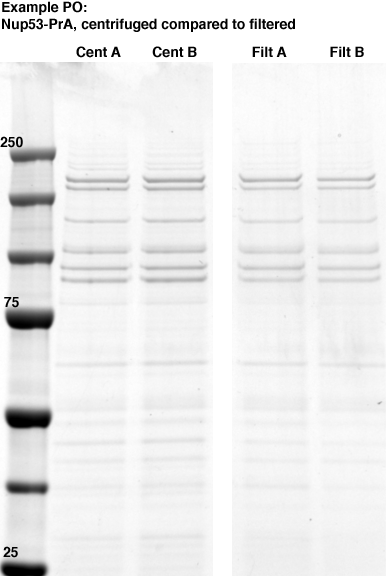 Example PO:
Nup53-PrA, centrifuged compared to filtered
Cent A Cent B Filt A Filt B
250
75
25